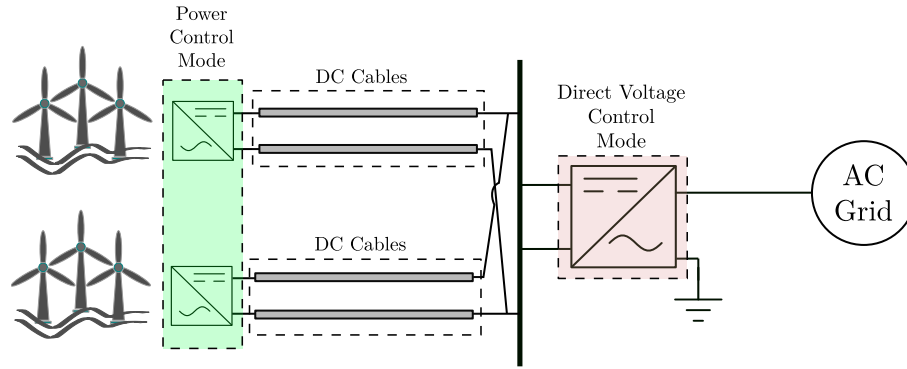 Power
Control
Mode
DC Cables
Direct Voltage
Control
Mode
AC
Grid
DC Cables